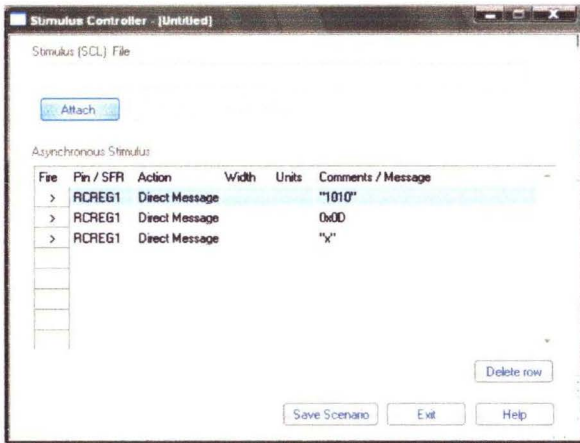 Stimulus Controller - [Untitled]
Stimulus (SCL) File
Attach
Asynchronous Stimulus
Fire Pin / SFR Action Width Units Comments / Message
> RCREG1 Direct Message "1010"
> RCREG1 Direct Message 0x0D
> RCREG1 Direct Message "x"
Delete row
Save Scenario Exit Help